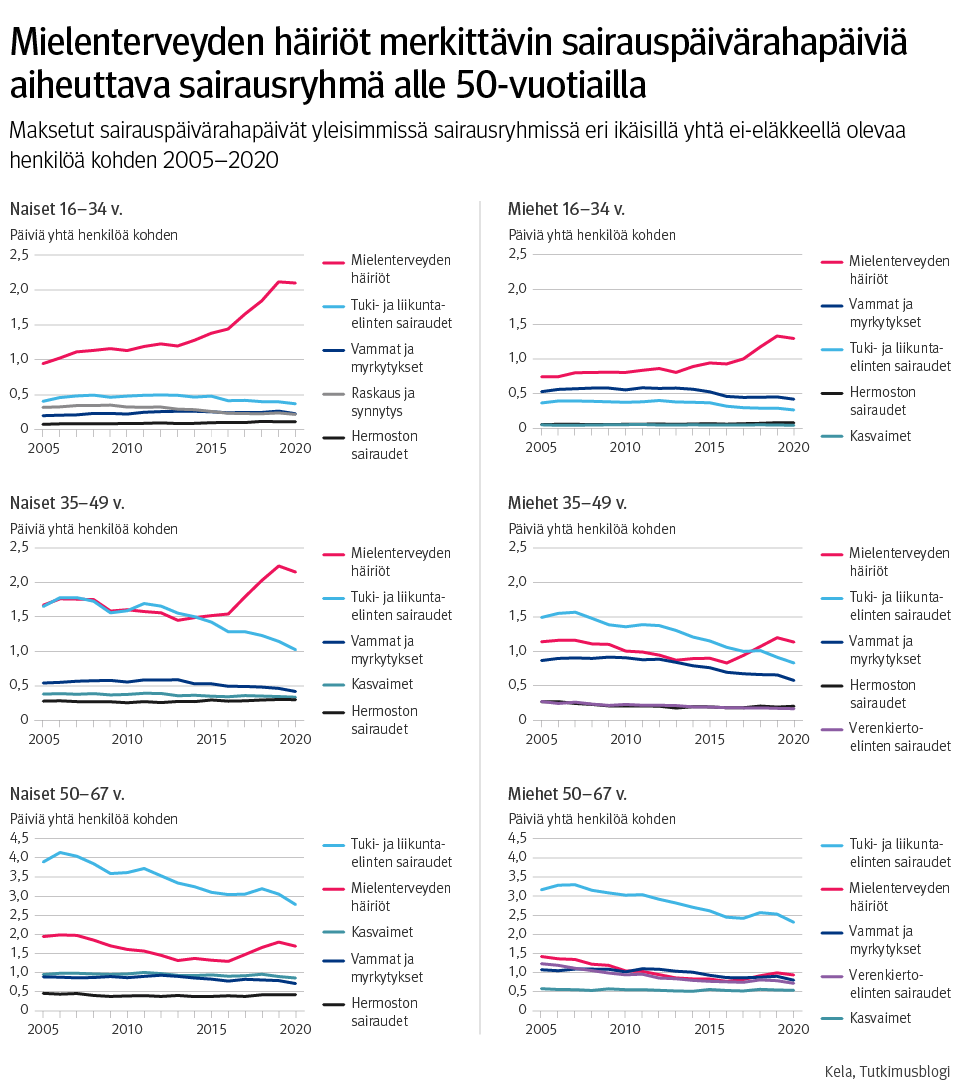 Mielenterveyden häiriöt merkittävin sairauspäivärahapäiviä
aiheuttava sairausryhmä alle 50-vuotiailla
Maksetut sairauspäivärahapäivät yleisimmissä sairausryhmissä eri ikäisillä yhtä ei-eläkkeellä olevaa
henkilöä kohden 2005–2020
Naiset 16–34 v.
Päiviä yhtä henkilöä kohden
2,5
2,0
1,5
1,0
0,5
0
2005
2010
2015
2020
Mielenterveyden
häiriöt
Tuki- ja liikunta-
elinten sairaudet
Vammat ja
myrkytykset
Raskaus ja
synnytys
Hermoston
sairaudet
Miehet 16–34 v.
Päiviä yhtä henkilöä kohden
2,5
2,0
1,5
1,0
0,5
0
2005
2010
2015
2020
Mielenterveyden
häiriöt
Vammat ja
myrkytykset
Tuki- ja liikunta-
elinten sairaudet
Hermoston
sairaudet
Kasvaimet
Naiset 35–49 v.
Päiviä yhtä henkilöä kohden
2,5
2,0
1,5
1,0
0,5
0
2005
2010
2015
2020
Mielenterveyden
häiriöt
Tuki- ja liikunta-
elinten sairaudet
Vammat ja
myrkytykset
Kasvaimet
Hermoston
sairaudet
Miehet 35–49 v.
Päiviä yhtä henkilöä kohden
2,5
2,0
1,5
1,0
0,5
0
2005
2010
2015
2020
Mielenterveyden
häiriöt
Tuki- ja liikunta-
elinten sairaudet
Vammat ja
myrkytykset
Hermoston
sairaudet
Verenkierto-
elinten sairaudet
Naiset 50–67 v.
Päiviä yhtä henkilöä kohden
4,5
4,0
3,5
3,0
2,5
2,0
1,5
1,0
0,5
0
2005
2010
2015
2020
Tuki- ja liikunta-
elinten sairaudet
Mielenterveyden
häiriöt
Kasvaimet
Vammat ja
myrkytykset
Hermoston
sairaudet
Miehet 50–67 v.
Päiviä yhtä henkilöä kohden
4,5
4,0
3,5
3,0
2,5
2,0
1,5
1,0
0,5
0
2005
2010
2015
2020
Tuki- ja liikunta-
elinten sairaudet
Mielenterveyden
häiriöt
Vammat ja
myrkytykset
Verenkierto-
elinten sairaudet
Kasvaimet
Kela, Tutkimusblogi